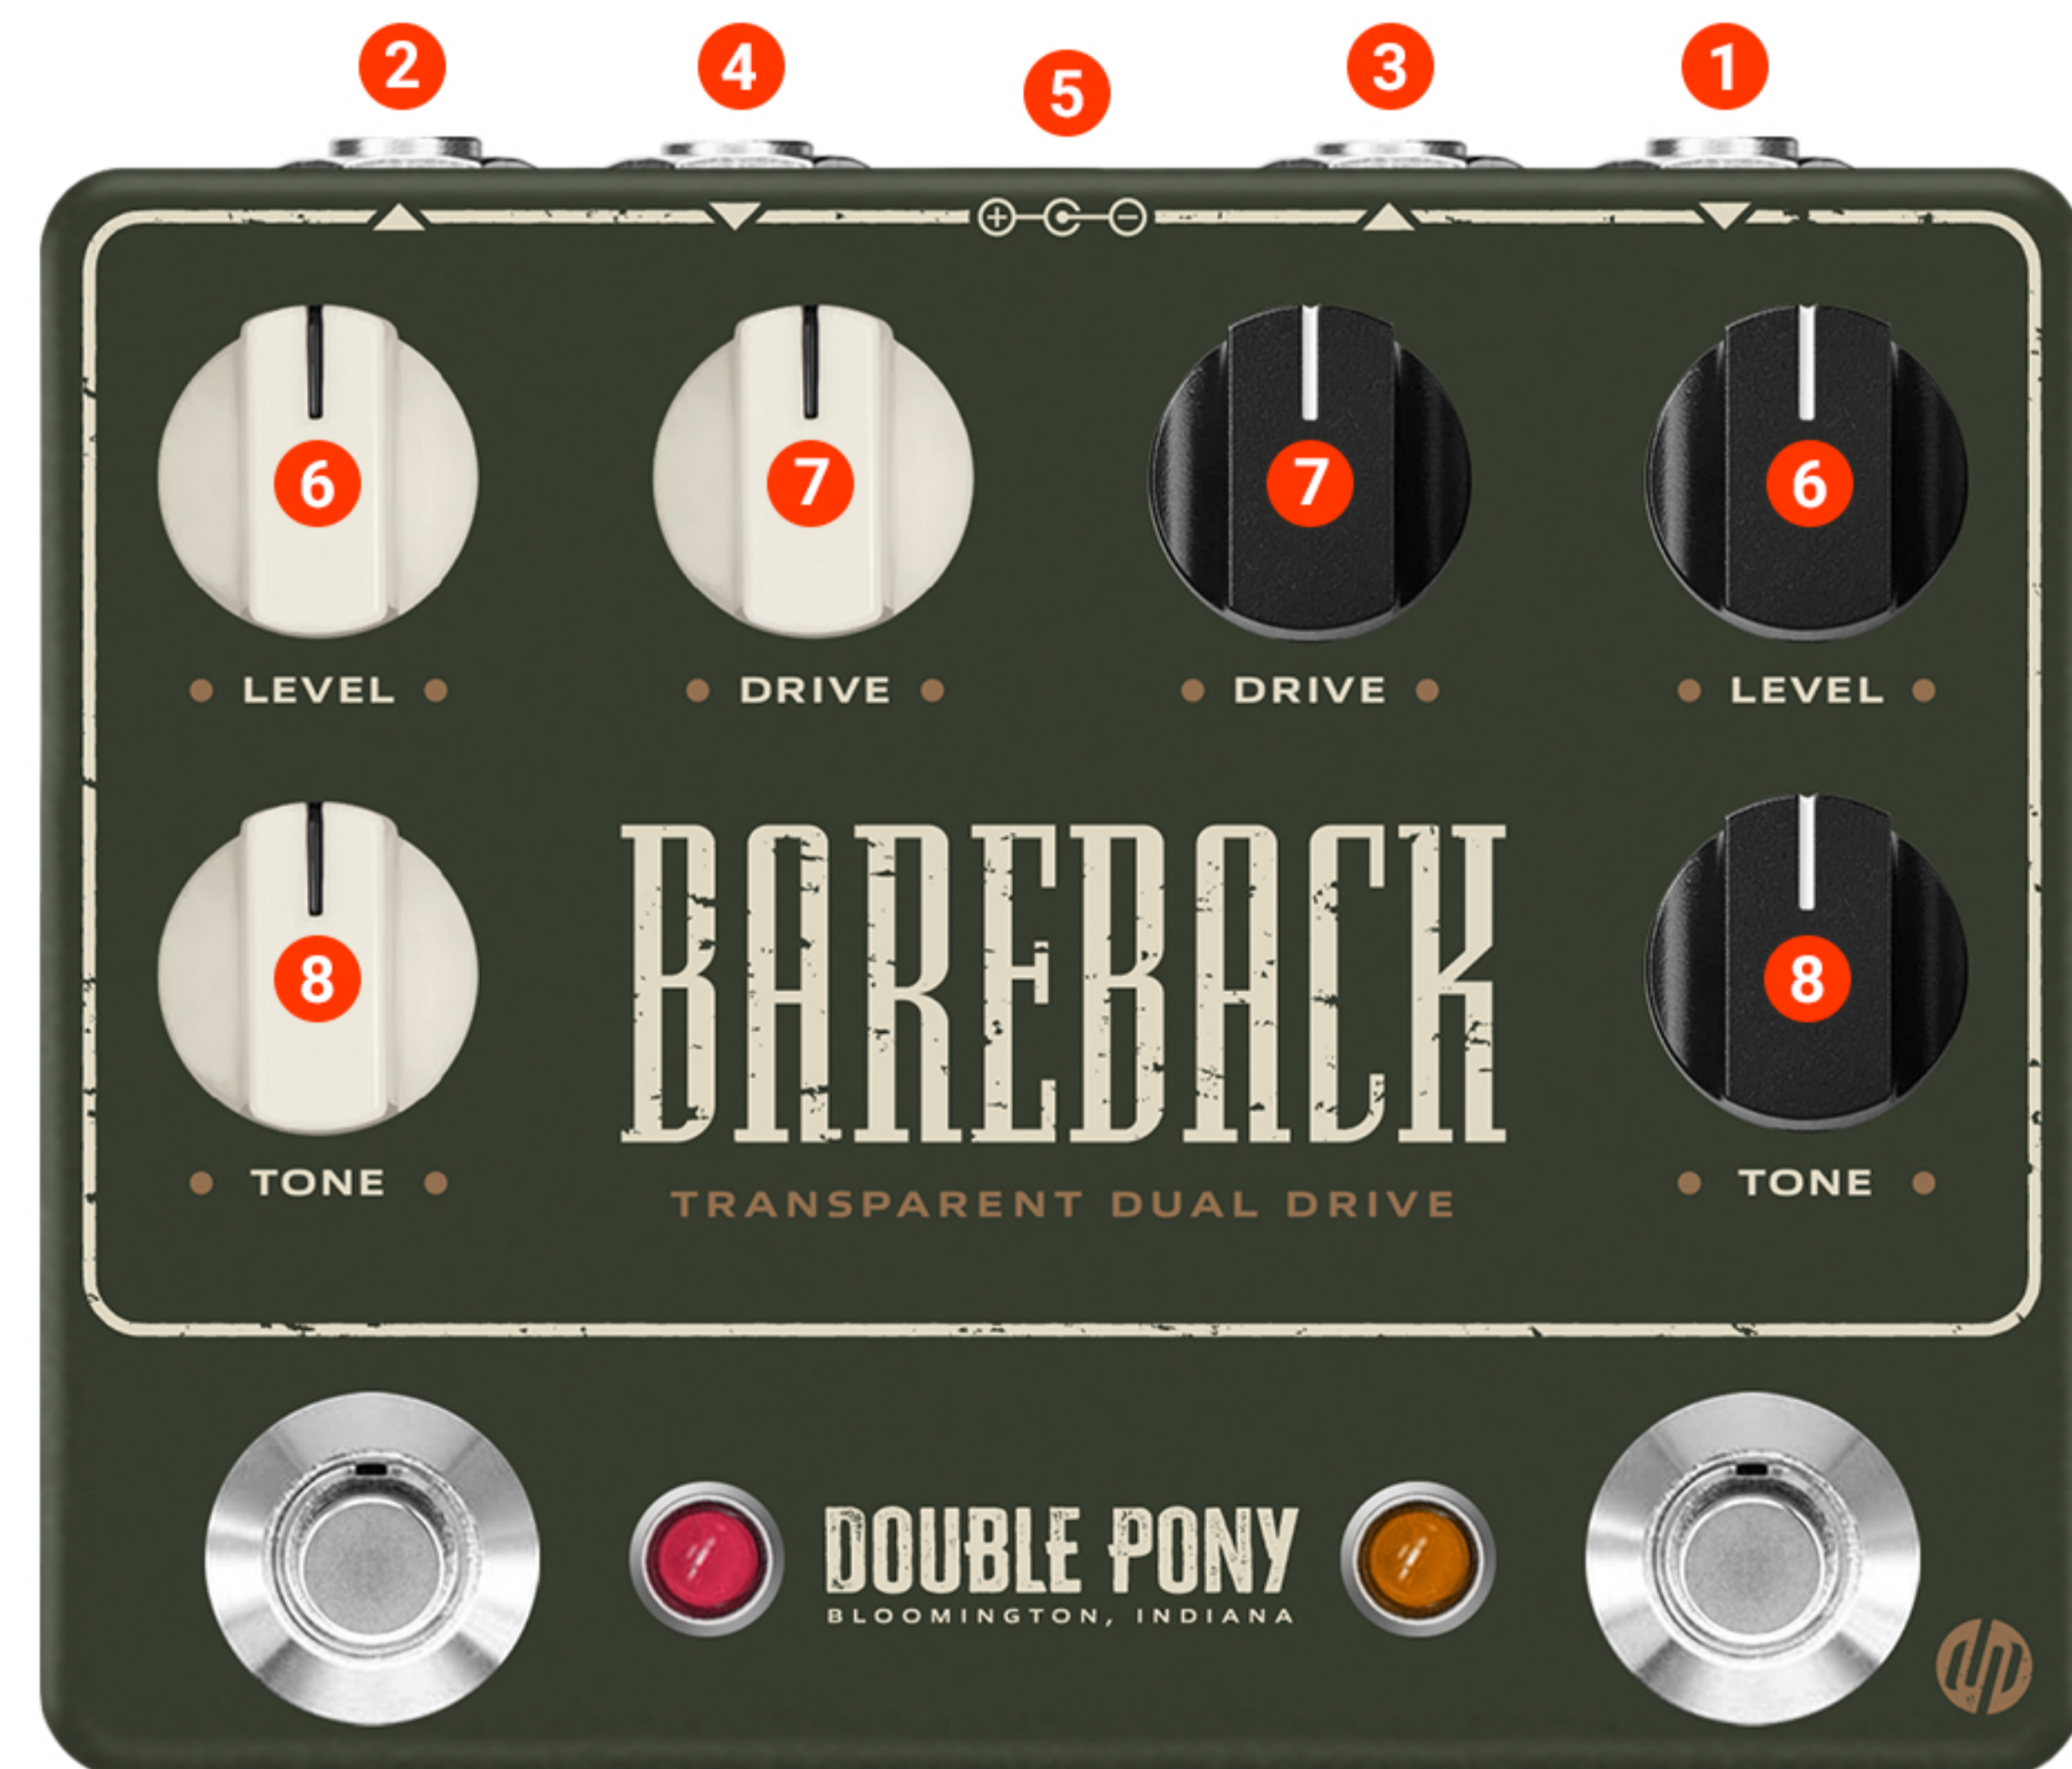 2 4 5 3 1
6 7 7 6
LEVEL DRIVE DRIVE LEVEL
8 8
BAREBACK
TONE TONE
TRANSPARENT DUAL DRIVE
DOUBLE PONY
BLOOMINGTON, INDIANA
dp